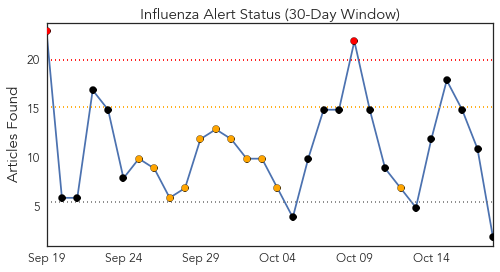 Influenza Alert Status (30-Day Window)
Articles Found
20
15
10
5
Sep 19 Sep 24 Sep 29 Oct 04 Oct 09 Oct 14